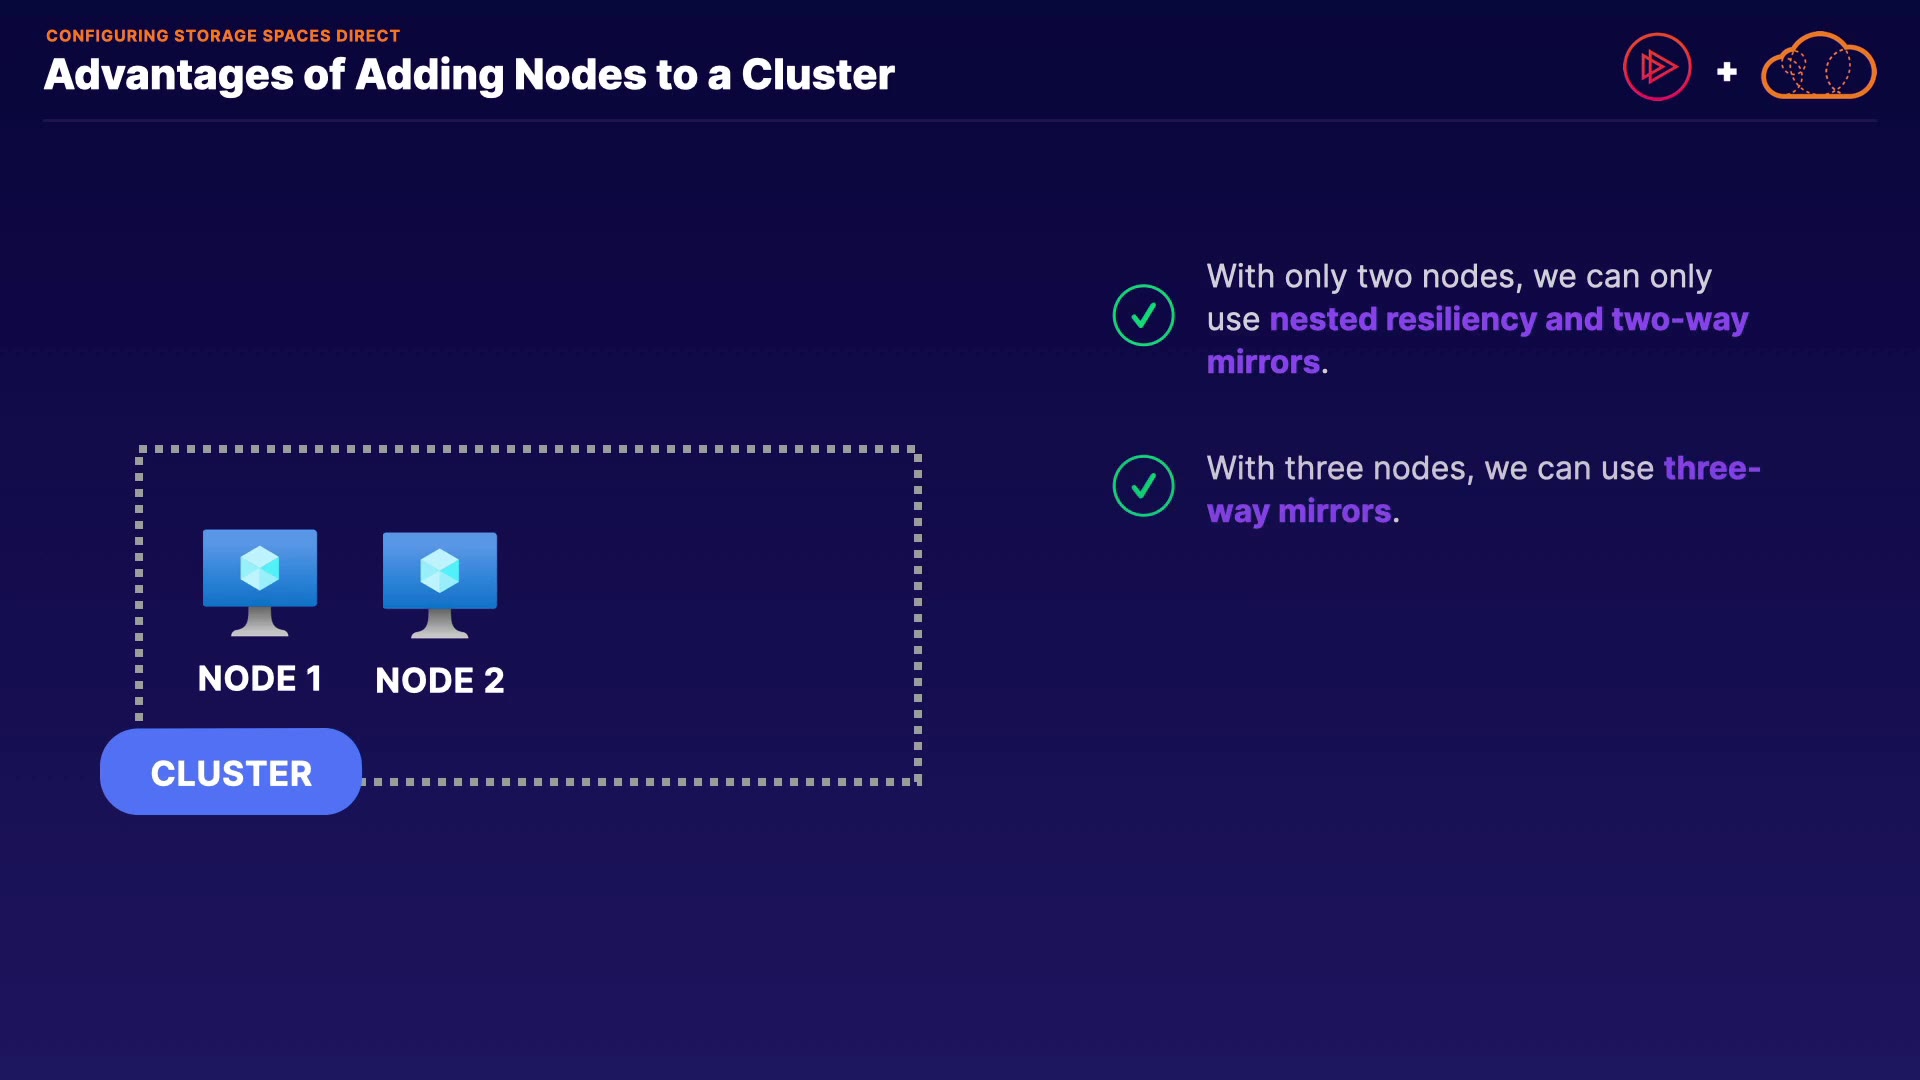 CONFIGURING STORAGE SPACES DIRECT
Advantages of Adding Nodes to a Cluster
With only two nodes, we can only
use nested resiliency and two-way
mirrors.
With three nodes, we can use three-
way mirrors.
NODE 1
NODE 2
CLUSTER